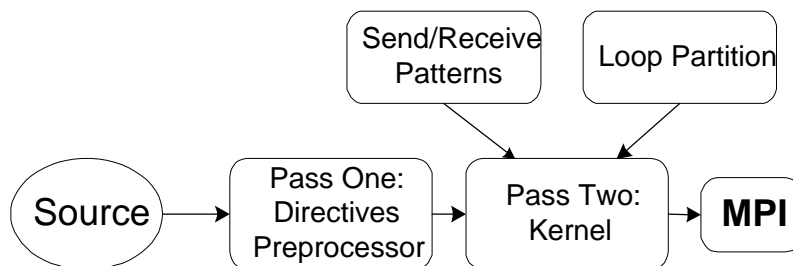 Send/Receive
Patterns
Loop Partition
Source
Pass One:
Directives
Preprocessor
Pass Two:
Kernel
MPI